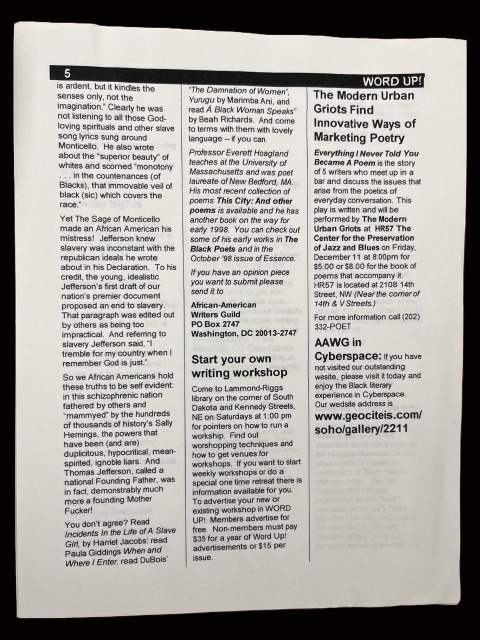 5
WORD UP!
is ardent, but it kindles the
senses only, not the
imagination." Clearly he was
not listening to all those God-
loving spirituals and other slave
song lyrics sung around
Monticello. He also wrote
about the "superior beauty" of
whites and scorned "monotony
. . . in the countenances (of
Blacks), that immovable veil of
black (sic) which covers the
race."
Yet The Sage of Monticello
made an African American his
mistress! Jefferson knew
slavery was inconstant with the
republican ideals he wrote
about in his Declaration. To his
credit, the young, idealistic
Jefferson's first draft of our
nation's premier document
proposed an end to slavery.
That paragraph was edited out
by others as being too
impractical. And referring to
slavery Jefferson said, "I
tremble for my country when I
remember God is just."
So we African Americans hold
these truths to be self evident:
in this schizophrenic nation
fathered by others and
"mammyed" by the hundreds
of thousands of history's Sally
Hemings, the powers that
have been (and are)
duplicitous, hypocritical, mean-
spirited, ignoble liars. And
Thomas Jefferson, called a
national Founding Father, was
in fact, demonstrably much
more a founding Mother
Fucker!
You don't agree? Read
Incidents In the Life of A Slave
Girl, by Harriet Jacobs: read
Paula Giddings When and
Where I Enter, read DuBois'
"The Damnation of Women",
Yurugu by Marimba Ani, and
read A Black Woman Speaks"
by Beah Richards. And come
to terms with them with lovely
language – if you can.
Professor Everett Hoagland
teaches at the University of
Massachusetts and was poet
laureate of New Bedford, MA.
His most recent collection of
poems This City: And other
poems is available and he has
another book on the way for
early 1998. You can check out
some of his early works in The
Black Poets and in the
October '98 issue of Essence.
If you have an opinion piece
you want to submit please
send it to
African-American
Writers Guild
PO Box 2747
Washington, DC 20013-2747
Start your own
writing workshop
Come to Lammond-Riggs
library on the corner of South
Dakota and Kennedy Streets,
NE on Saturdays at 1:00 pm
for pointers on how to run a
workship. Find out
worshopping techniques and
how to get venues for
workshops. If you want to start
weekly workshops or do a
special one time retreat there is
information available for you.
To advertise your new or
existing workshop in WORD
UP! Members advertise for
free. Non-members must pay
$35 for a year of Word Up!
advertisements or $15 per
issue.
The Modern Urban
Griots Find
Innovative Ways of
Marketing Poetry
Everything I Never Told You
Became A Poem is the story
of 5 writers who meet up in a
bar and discuss the issues that
arise from the poetics of
everyday conversation. This
play is written and will be
performed by The Modern
Urban Griots at HR57 The
Center for the Preservation
of Jazz and Blues on Friday,
December 11 at 8:00pm for
$5.00 or $8.00 for the book of
poems that accompany it.
HR57 is located at 2108 14th
Street, NW (Near the corner of
14th & V Streets.)
For more information call (202)
332-POET
AAWG in
Cyberspace: If you have
not visited our outstanding
wesite, please visit it today and
enjoy the Black literary
experience in Cyberspace.
Our wedsite address is
www.geociteis.com/
soho/gallery/2211